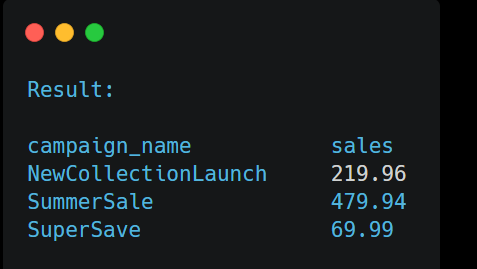 Result:
campaign_name sales
NewCollectionLaunch 219.96
SummerSale 479.94
SuperSave 69.99